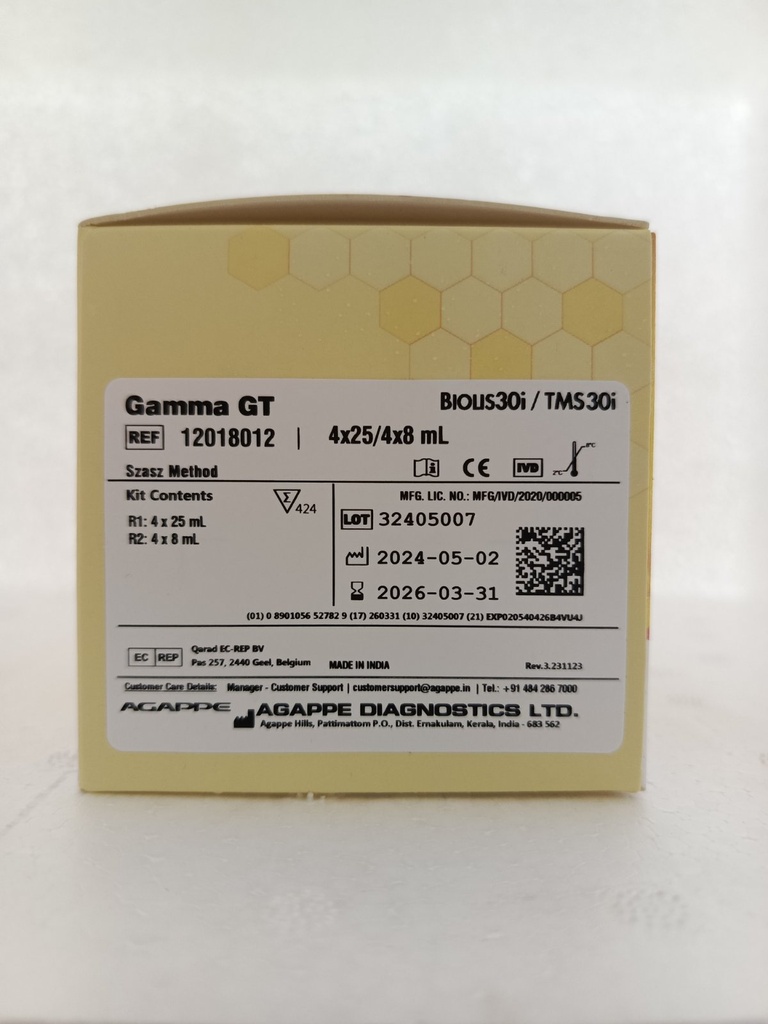 Gamma GT
BIOLIS30i / TMS30i
REF 12018012 | 4x25/4x8 mL
Szasz Method
CE IVD 2°C 8°C
Kit Contents
Σ 424
R1: 4 x 25 mL
R2: 4 x 8 mL
MFG. LIC. NO.: MFG/IVD/2020/000005
LOT 32405007
2024-05-02
2026-03-31
(01) 0 8901056 52782 9 (17) 260331 (10) 32405007 (21) EXP020540426B4VU4J
EC REP
Qarad EC-REP BV
Pas 257, 2440 Geel, Belgium
MADE IN INDIA
Rev.3.231123
Customer Care Details: Manager - Customer Support | customersupport@agappe.in | Tel.: +91 484 286 7000
AGAPPE
AGAPPE DIAGNOSTICS LTD.
Agappe Hills, Pattimattom P.O., Dist. Ernakulam, Kerala, India - 683 562